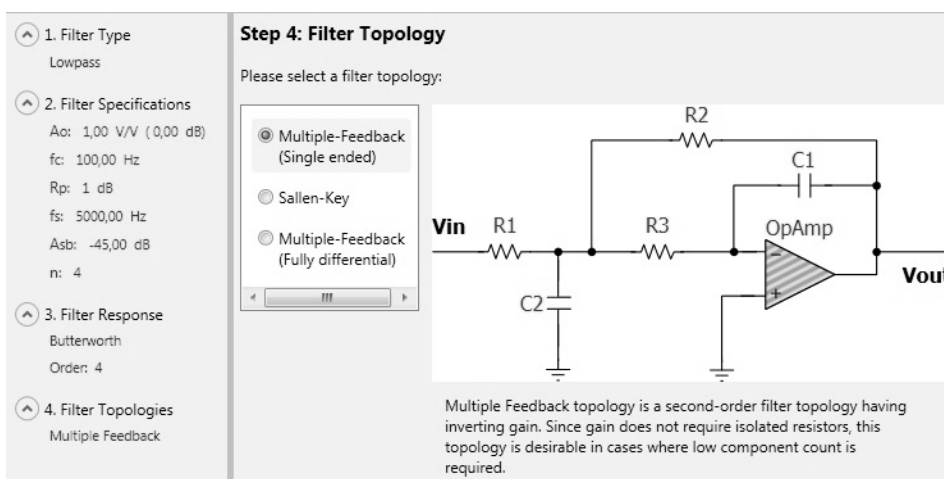 1. Filter Type
Lowpass
2. Filter Specifications
Ao: 1,00 V/V ( 0,00 dB)
fc: 100,00 Hz
Rp: 1 dB
fs: 5000,00 Hz
Asb: -45,00 dB
n: 4
3. Filter Response
Butterworth
Order: 4
4. Filter Topologies
Multiple Feedback
Step 4: Filter Topology
Please select a filter topology:
Multiple-Feedback
(Single ended)
Sallen-Key
Multiple-Feedback
(Fully differential)
R2
C1
Vin R1 R3 OpAmp
C2
Vout
Multiple Feedback topology is a second-order filter topology having
inverting gain. Since gain does not require isolated resistors, this
topology is desirable in cases where low component count is
required.